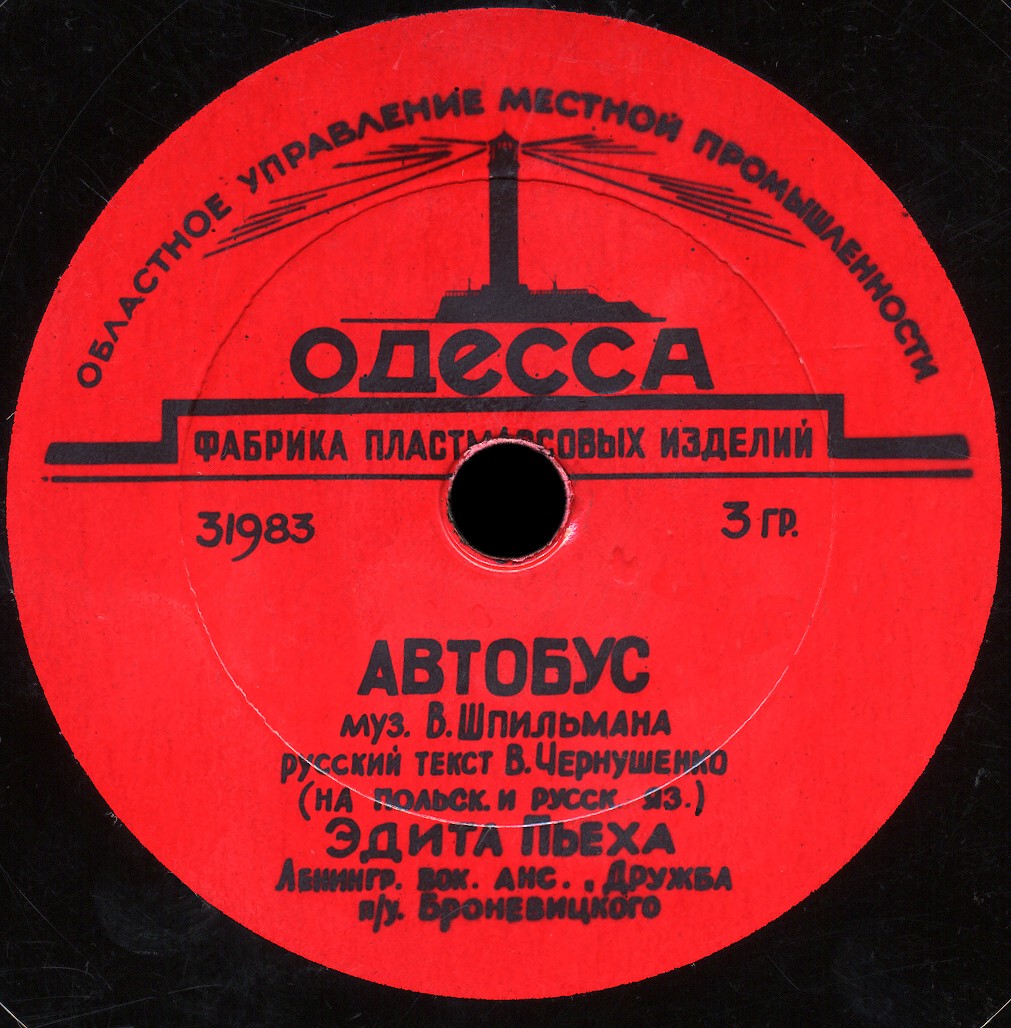 ОБЛАСТНОЕ УПРАВЛЕНИЕ МЕСТНОЙ ПРОМЫШЛЕННОСТИ
ОДЕССА
ФАБРИКА ПЛАСТМАССОВЫХ ИЗДЕЛИЙ
31983
3 ГР.
АВТОБУС
муз. В. Шпильмана
русский текст В. Чернушенко
(на польск. и русск. яз.)
ЭДИТА ПЬЕХА
Ленингр. вок. анс. „Дружба
п/у. Броневицкого